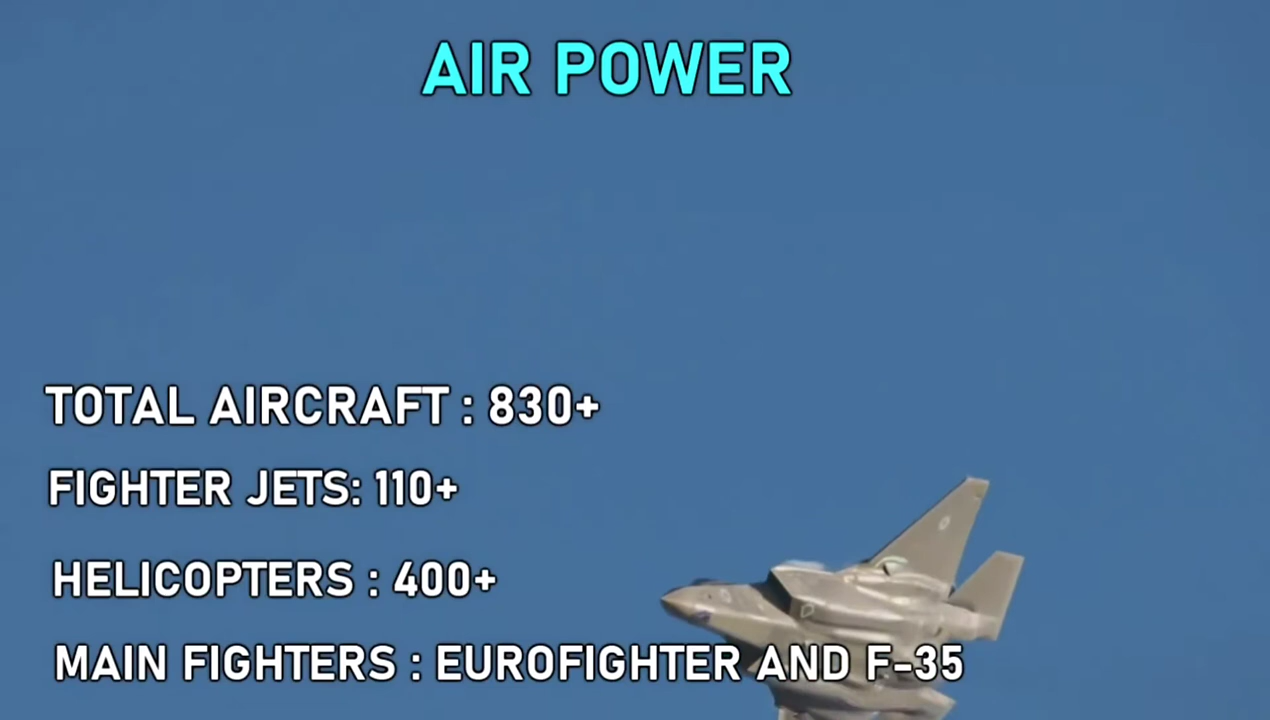 AIR POWER
TOTAL AIRCRAFT : 830+
FIGHTER JETS: 110+
HELICOPTERS : 400+
MAIN FIGHTERS : EUROFIGHTER AND F-35